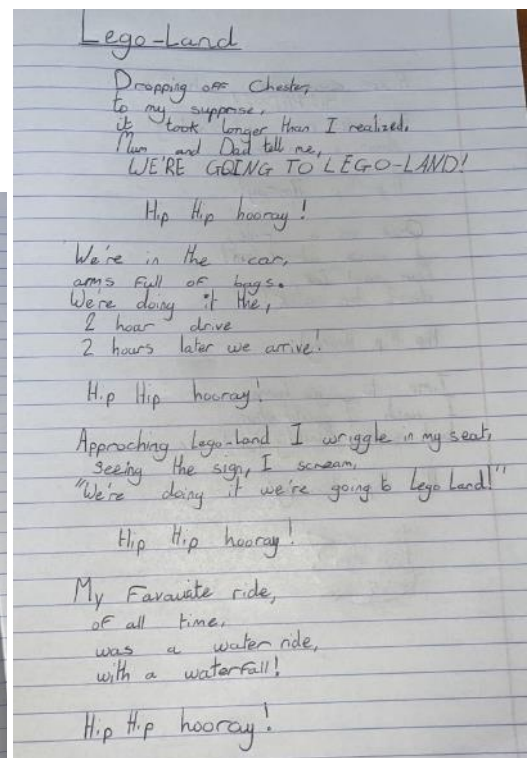 Lego-Land
Dropping off Chester,
to my supprise,
it took longer than I realized,
Mum and Dad tell me,
WE'RE GOING TO LEGO-LAND!
Hip Hip hooray!
We're in the car,
arms full of bags.
We're doing it the,
2 hour drive
2 hours later we arrive!
Hip Hip hooray!
Approching Lego-Land I wriggle in my seat,
seeing the sign, I scream,
"We're doing it we're going to Lego Land!"
Hip Hip hooray!
My Favauite ride,
of all time,
was a water ride,
with a waterfall!
Hip Hip hooray!